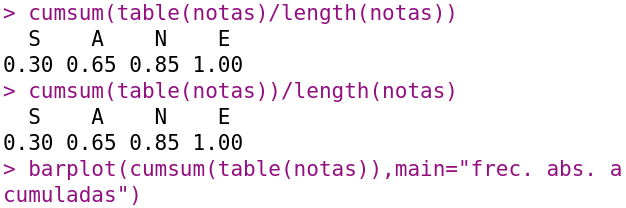 > cumsum(table(notas)/length(notas))
S A N E
0.30 0.65 0.85 1.00
> cumsum(table(notas))/length(notas)
S A N E
0.30 0.65 0.85 1.00
> barplot(cumsum(table(notas)),main="frec. abs. a
cumuladas")